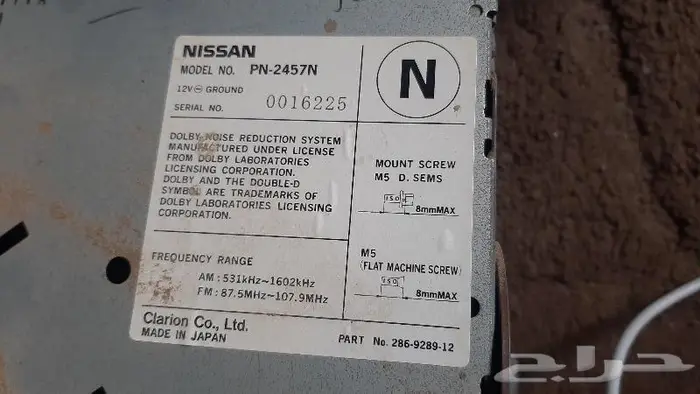 NISSAN
MODEL NO. PN-2457N
12V⊖ GROUND
SERIAL NO. 0016225
N
DOLBY NOISE REDUCTION SYSTEM
MANUFACTURED UNDER LICENSE
FROM DOLBY LABORATORIES
LICENSING CORPORATION.
DOLBY AND THE DOUBLE-D
SYMBOL ARE TRADEMARKS OF
DOLBY LABORATORIES LICENSING
CORPORATION.
MOUNT SCREW
M5 D. SEMS
8mmMAX
FREQUENCY RANGE
AM : 531kHz~1602kHz
FM : 87.5MHz~107.9MHz
M5
(FLAT MACHINE SCREW)
8mmMAX
Clarion Co., Ltd.
MADE IN JAPAN
PART No. 286-9289-12
حراج